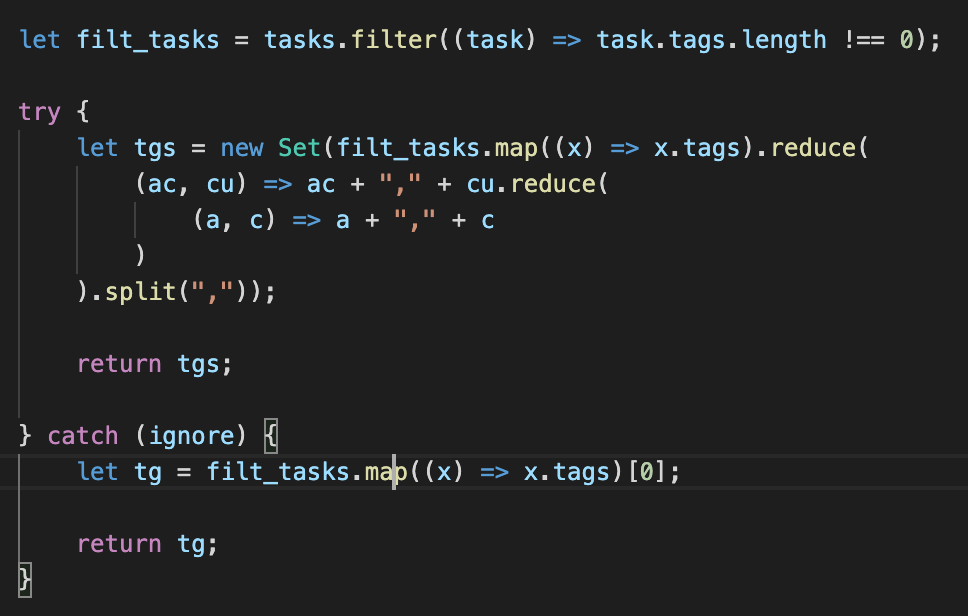 let filt_tasks = tasks.filter((task) => task.tags.length !== 0);
try {
let tgs = new Set(filt_tasks.map((x) => x.tags).reduce(
(ac, cu) => ac + "," + cu.reduce(
(a, c) => a + "," + c
)
).split(","));
return tgs;
} catch (ignore) {
let tg = filt_tasks.map((x) => x.tags)[0];
return tg;
}